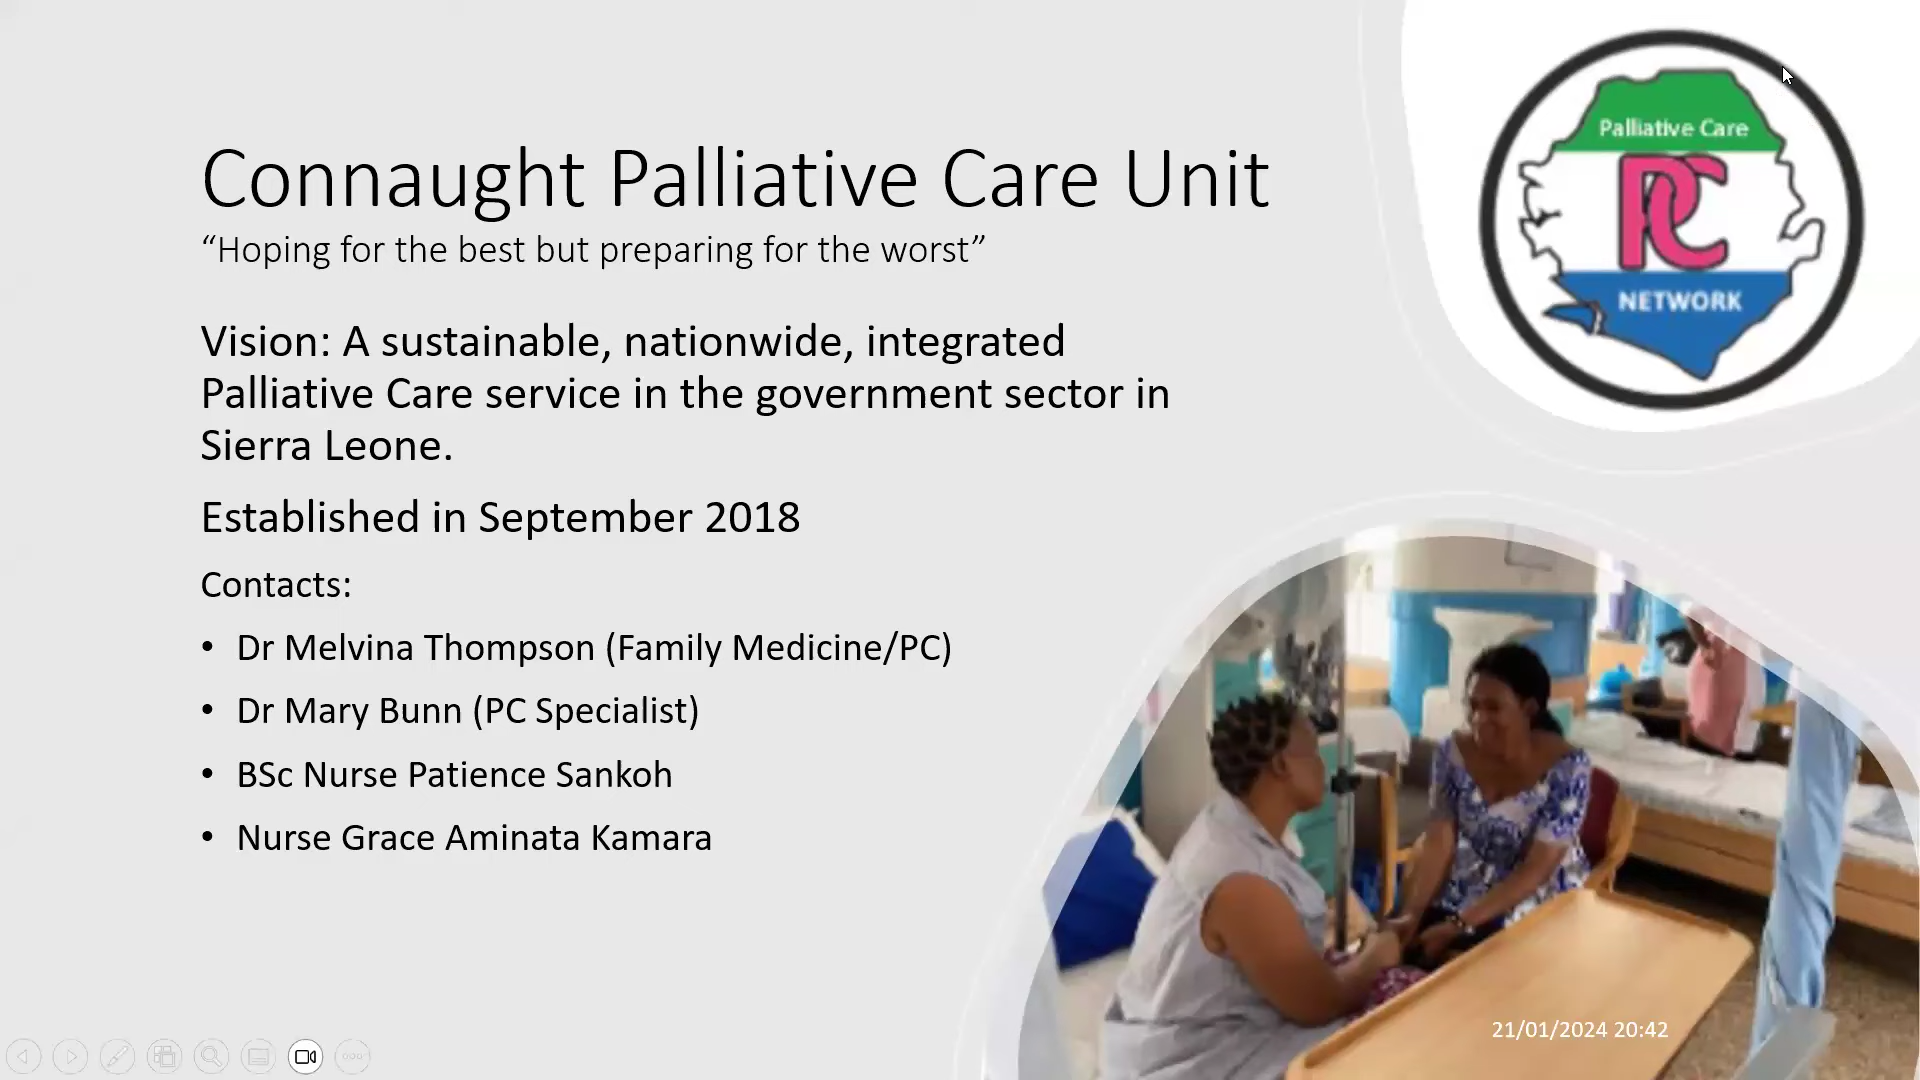 Connaught Palliative Care Unit
“Hoping for the best but preparing for the worst”
Vision: A sustainable, nationwide, integrated
Palliative Care service in the government sector in
Sierra Leone.
Established in September 2018
Contacts:
• Dr Melvina Thompson (Family Medicine/PC)
• Dr Mary Bunn (PC Specialist)
• BSc Nurse Patience Sankoh
• Nurse Grace Aminata Kamara
Palliative Care
PC
NETWORK
21/01/2024 20:42